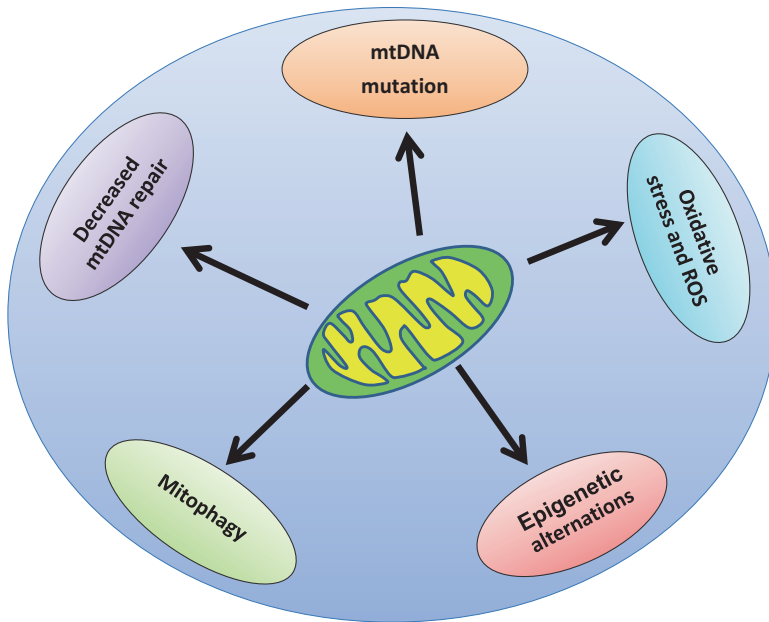 mtDNA
mutation
Decreased
mtDNA repair
Oxidative
stress and ROS
Mitophagy
Epigenetic
alternations